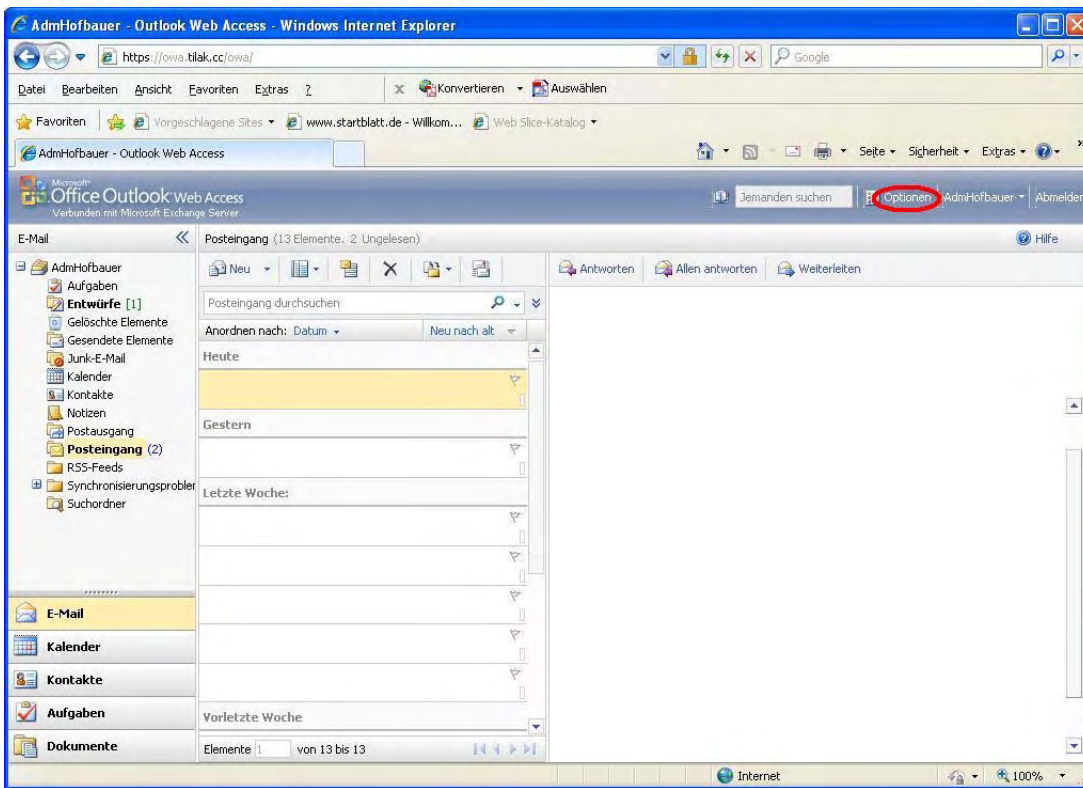 AdmHofbauer - Outlook Web Access - Windows Internet Explorer
https://owa.tilak.cc/owa/
Google
Datei Bearbeiten Ansicht Favoriten Extras ? x Konvertieren Auswählen
Favoriten Vorgeschlagene Sites www.startblatt.de - Willkom... Web Slice-Katalog
AdmHofbauer - Outlook Web Access Seite Sicherheit Extras
Microsoft
Office Outlook Web Access
Verbunden mit Microsoft Exchange Server
Jemanden suchen Optionen AdmHofbauer Abmelden
E-Mail Posteingang (13 Elemente. 2 Ungelesen) Hilfe
AdmHofbauer
Aufgaben
Entwürfe [1]
Gelöschte Elemente
Gesendete Elemente
Junk-E-Mail
Kalender
Kontakte
Notizen
Postausgang
Posteingang (2)
RSS-Feeds
Synchronisierungsprobler
Suchordner
E-Mail
Kalender
Kontakte
Aufgaben
Dokumente
Neu
Posteingang durchsuchen
Anordnen nach: Datum Neu nach alt
Heute
Gestern
Letzte Woche:
Vorletzte Woche
Elemente 1 von 13 bis 13
Antworten Allen antworten Weiterleiten
Internet 100%